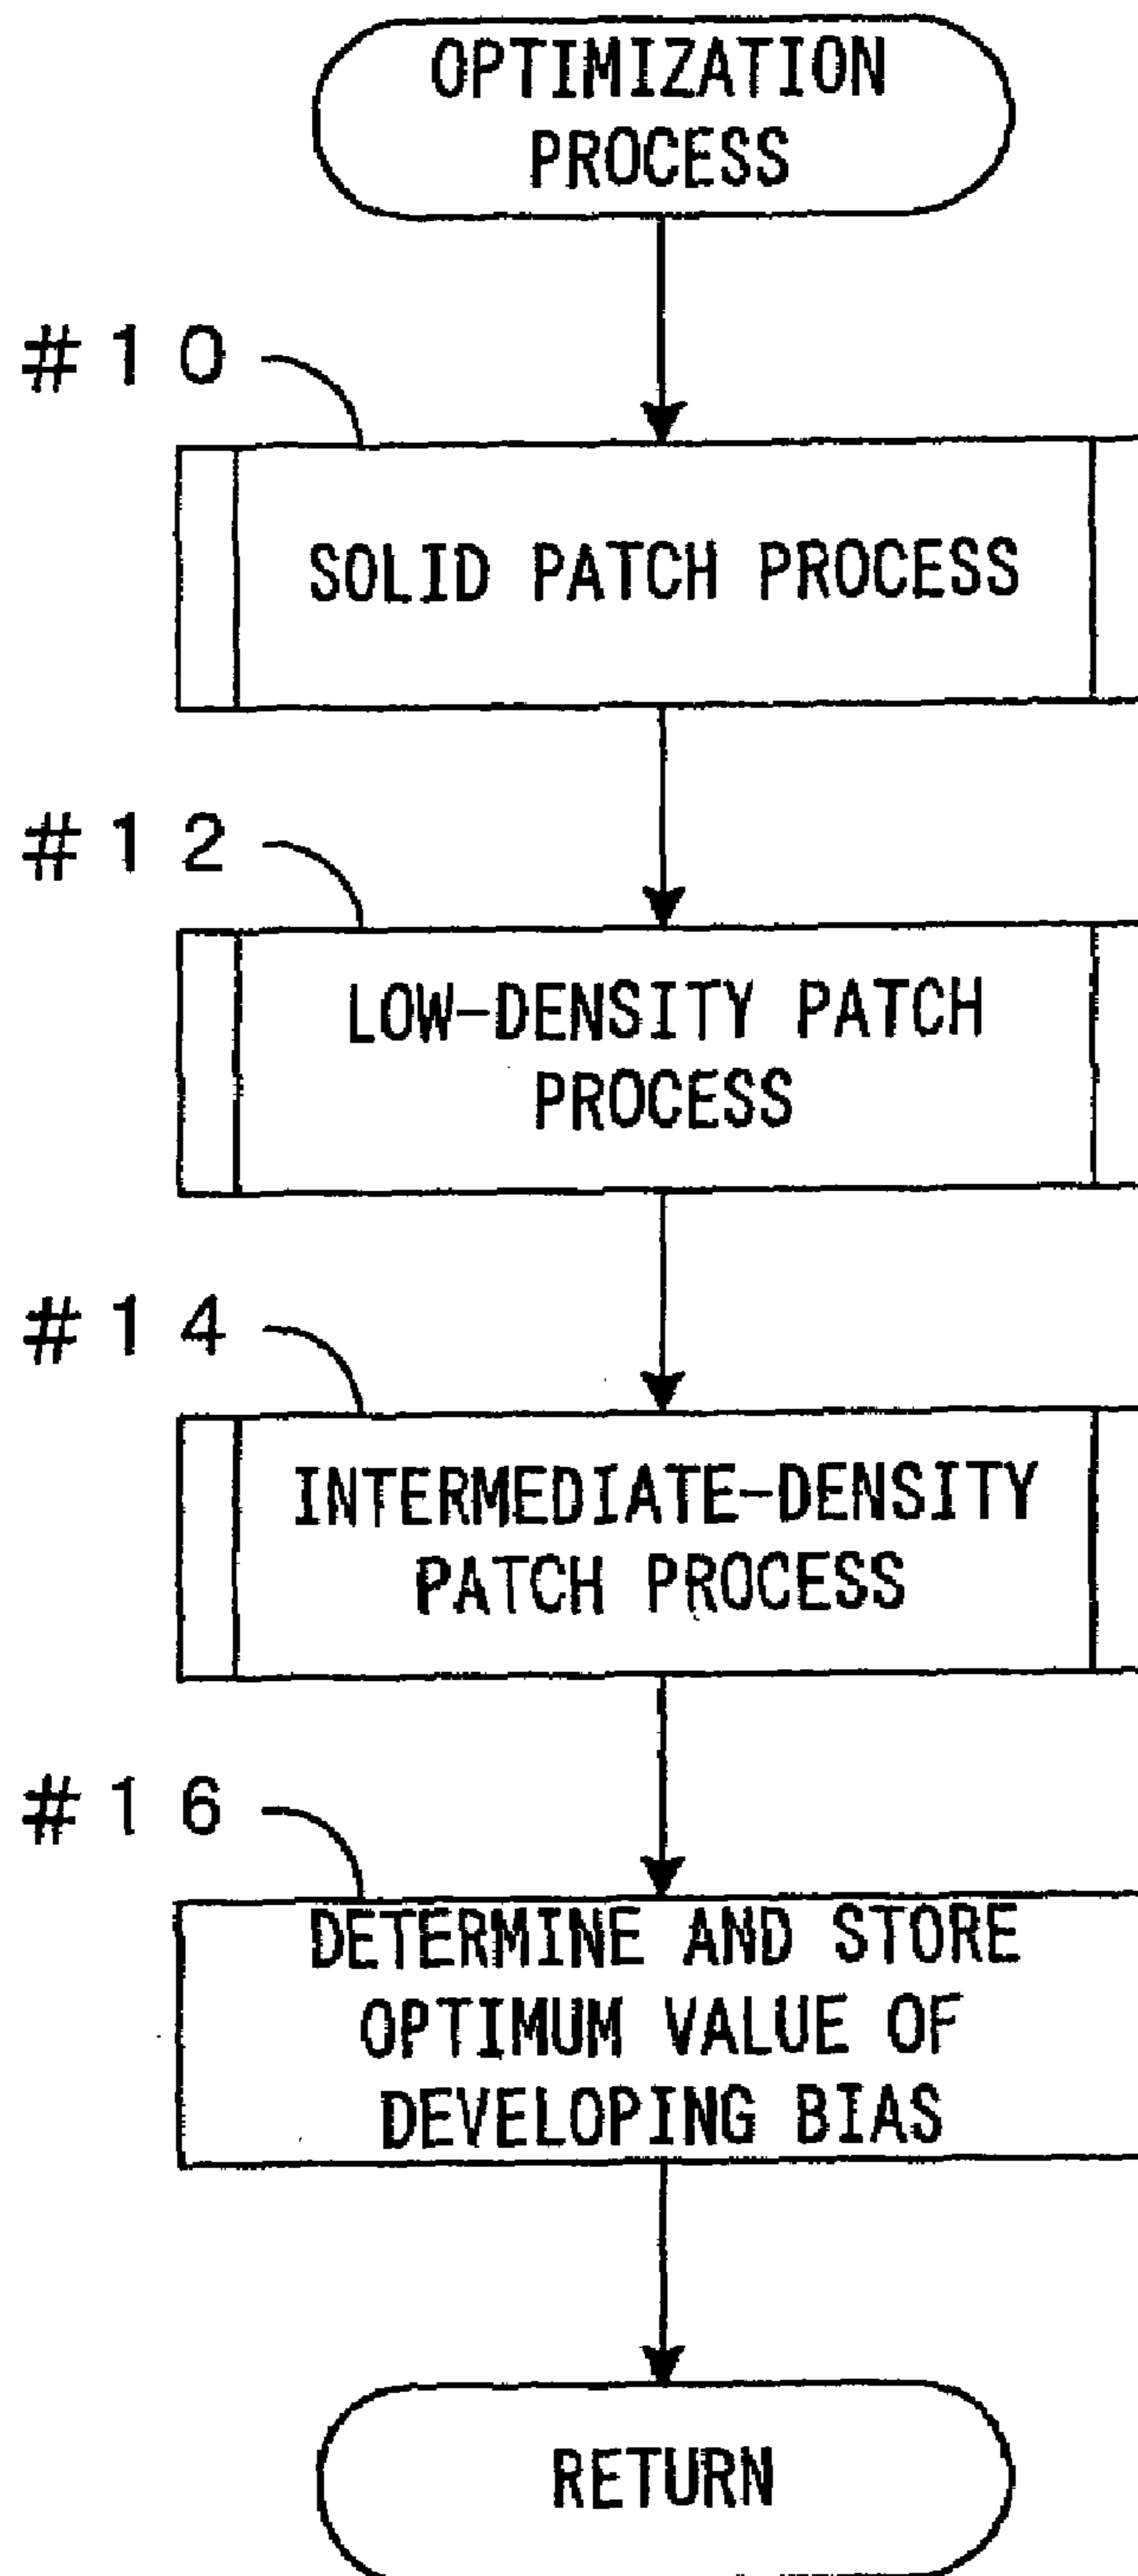 OPTIMIZATION
PROCESS
#10
SOLID PATCH PROCESS
#12
LOW-DENSITY PATCH
PROCESS
#14
INTERMEDIATE-DENSITY
PATCH PROCESS
#16
DETERMINE AND STORE
OPTIMUM VALUE OF
DEVELOPING BIAS
RETURN